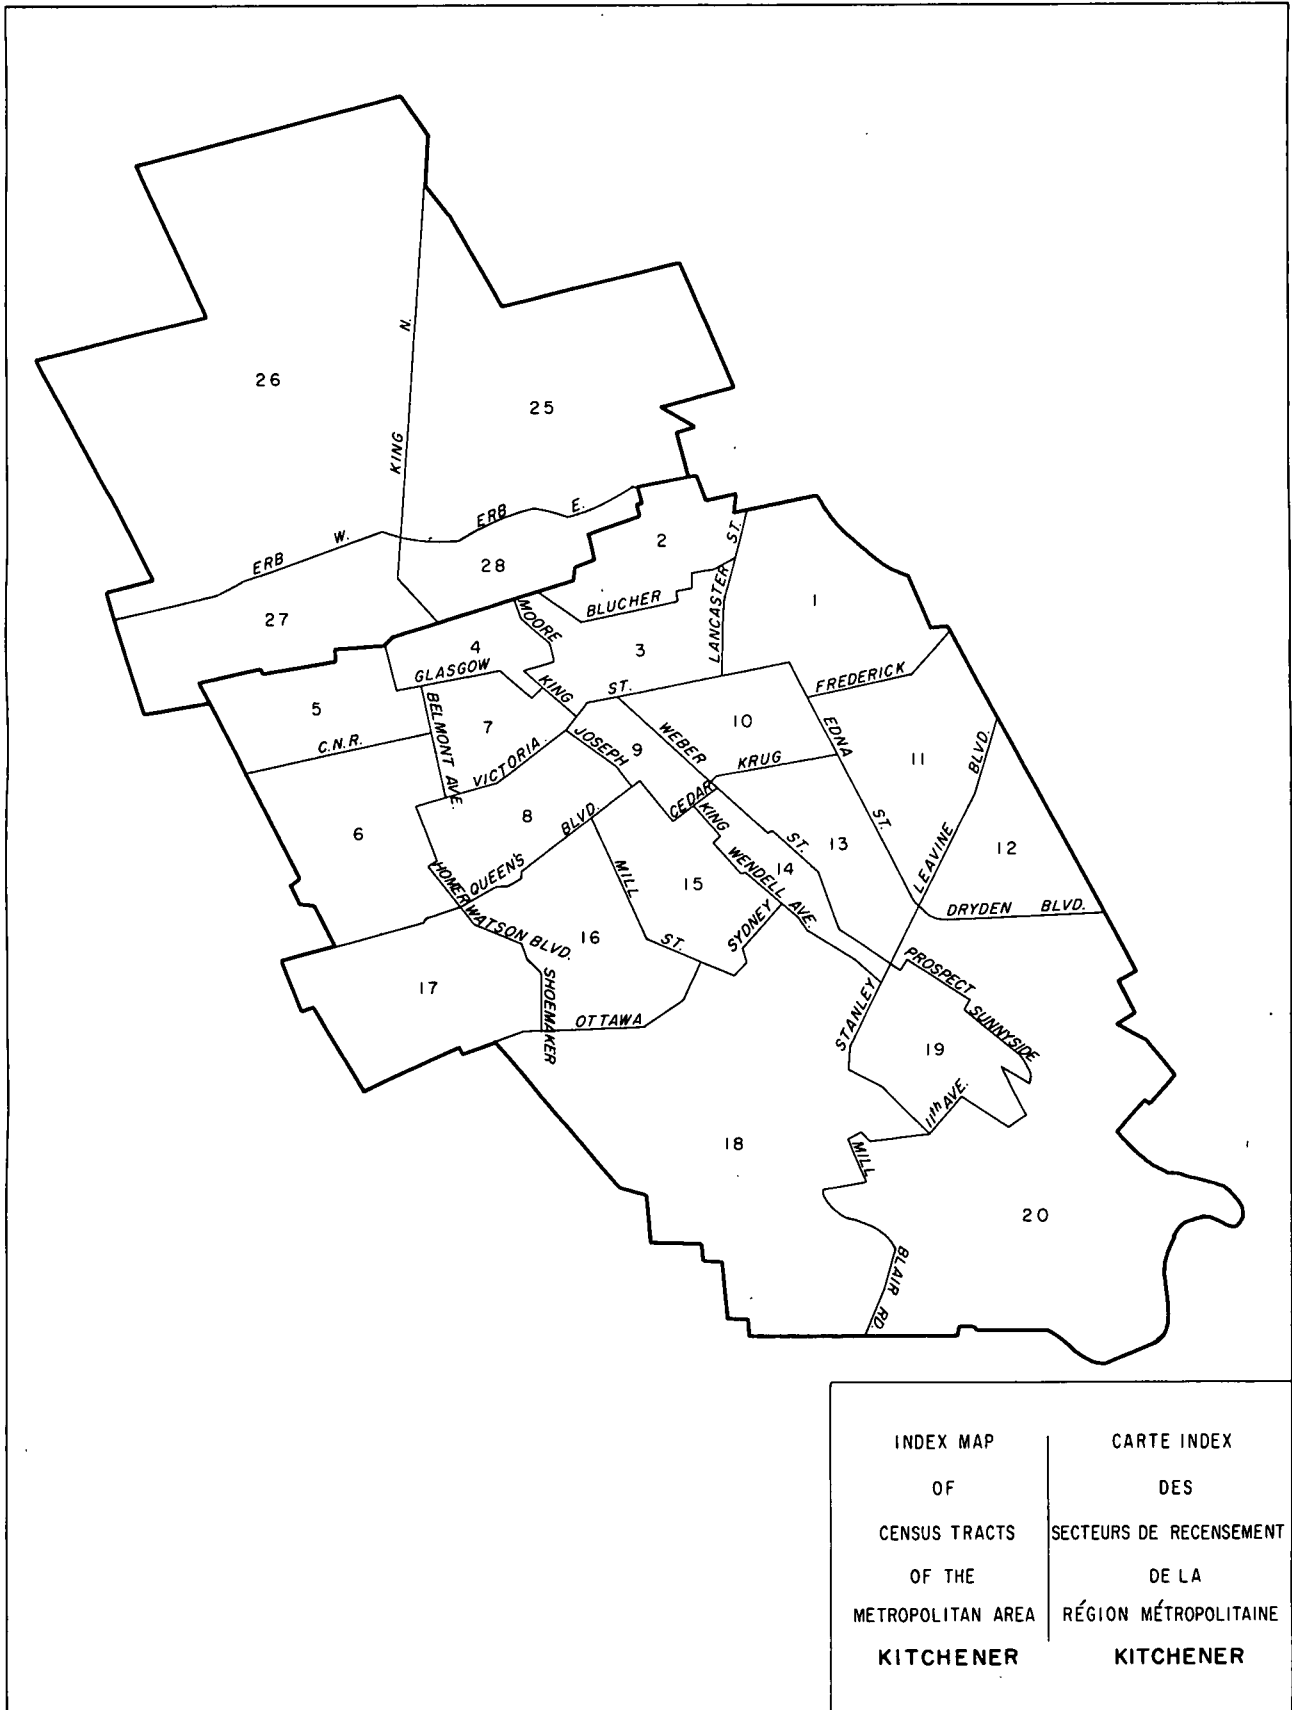 N.
26
25
KING
ERB
E.
W.
ERB
ST.
2
28
BLUCHER
1
27
MOORE
LANCASTER
4
3
GLASGOW
FREDERICK
KING
ST.
5
BELMONT AVE.
7
10
EDNA
C.N.R.
WEBER
JOSEPH
9
BLVD.
11
VICTORIA
KRUG
CEDAR
8
BLVD.
KING
ST.
ST.
6
13
12
LEAVINE
QUEEN'S
MILL
WENDELL AVE.
14
HOMER WATSON BLVD.
15
DRYDEN BLVD.
SYDNEY
16
ST.
PROSPECT
17
SHOEMAKER
STANLEY
OTTAWA
SUNNYSIDE
19
11th AVE.
18
MILL
20
BLAIR RD.
INDEX MAP
OF
CENSUS TRACTS
OF THE
METROPOLITAN AREA
KITCHENER
CARTE INDEX
DES
SECTEURS DE RECENSEMENT
DE LA
RÉGION MÉTROPOLITAINE
KITCHENER